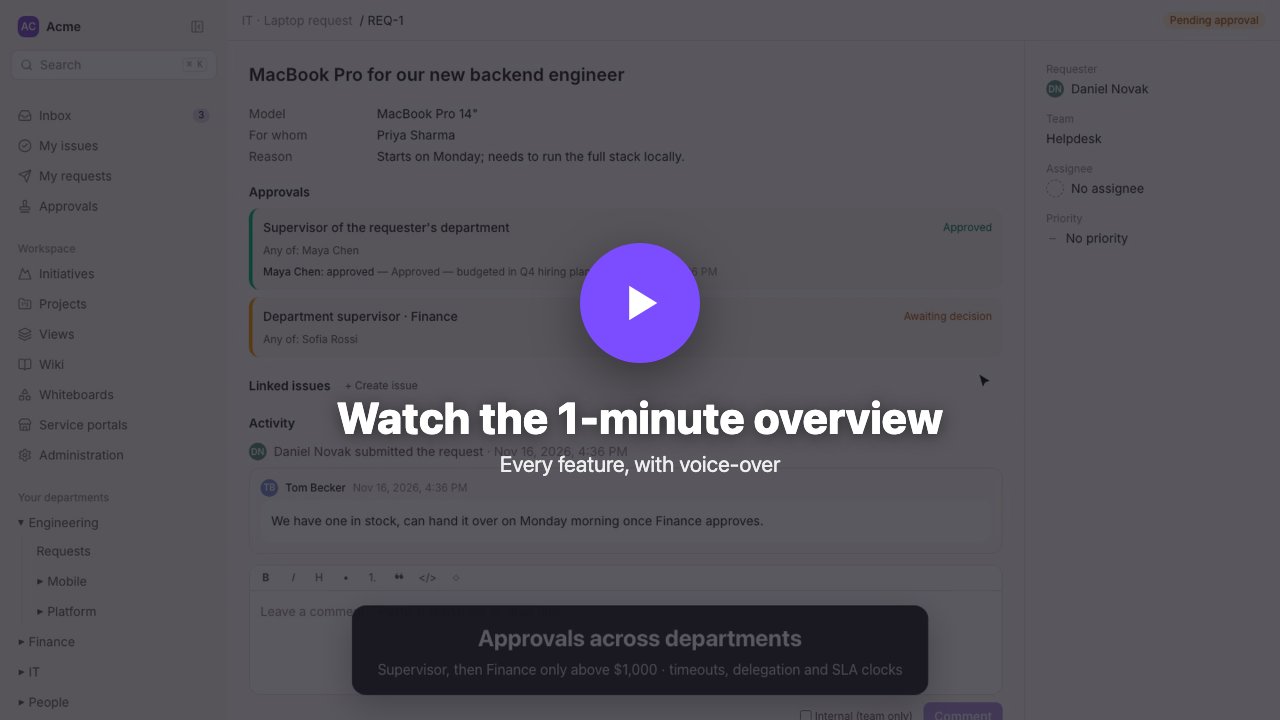 AC Acme
Search ⌘ K
Inbox 3
My issues
My requests
Approvals
Workspace
Initiatives
Projects
Views
Wiki
Whiteboards
Service portals
Administration
Your departments
Engineering
Requests
Mobile
Platform
Finance
IT
People
IT · Laptop request / REQ-1
Pending approval
MacBook Pro for our new backend engineer
Model MacBook Pro 14"
For whom Priya Sharma
Reason Starts on Monday; needs to run the full stack locally.
Approvals
Supervisor of the requester's department Approved
Any of: Maya Chen
Maya Chen: approved — Approved — budgeted in Q4 hiring PM
Department supervisor · Finance Awaiting decision
Any of: Sofia Rossi
Linked issues + Create issue
Watch the 1-minute overview
Activity
DN Daniel Novak submitted the request · Nov 16, 2026, 4:36 PM
Every feature, with voice-over
TB Tom Becker Nov 16, 2026, 4:36 PM
We have one in stock, can hand it over on Monday morning once Finance approves.
B I H • 1. ❝ </> ◇
Leave a
Approvals across departments
Supervisor, then Finance only above $1,000 · timeouts, delegation and SLA clocks
Internal (team only) Comment
Requester
DN Daniel Novak
Team
Helpdesk
Assignee
No assignee
Priority
– No priority